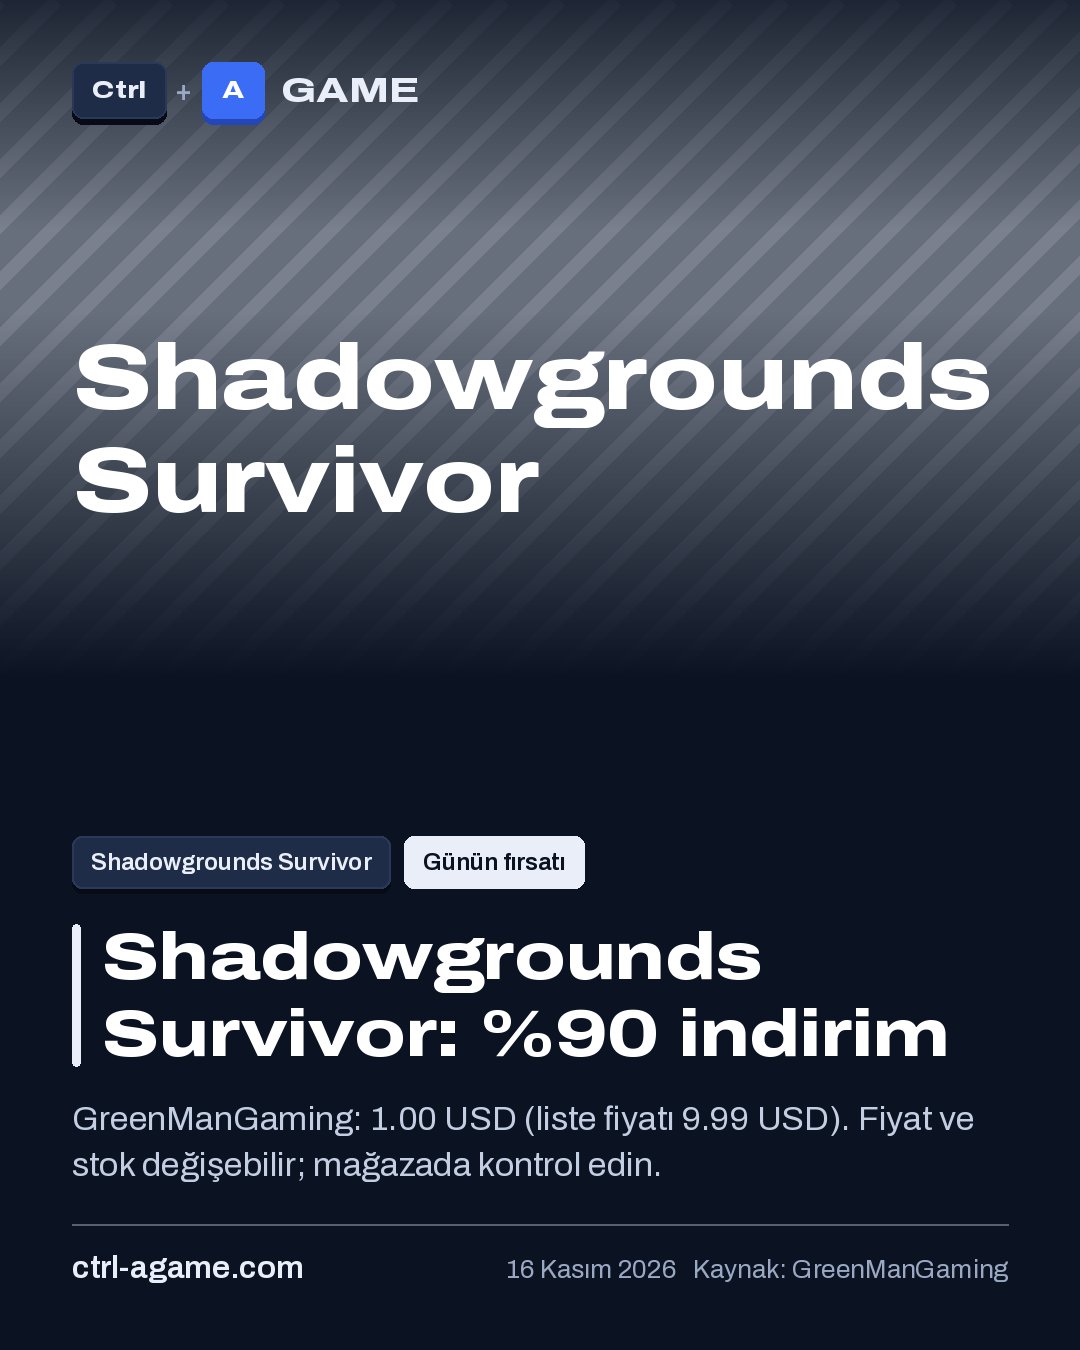 Ctrl + A GAME
Shadowgrounds
Survivor
Shadowgrounds Survivor Günün fırsatı
Shadowgrounds
Survivor: %90 indirim
GreenManGaming: 1.00 USD (liste fiyatı 9.99 USD). Fiyat ve
stok değişebilir; mağazada kontrol edin.
ctrl-agame.com 16 Kasım 2026 Kaynak: GreenManGaming